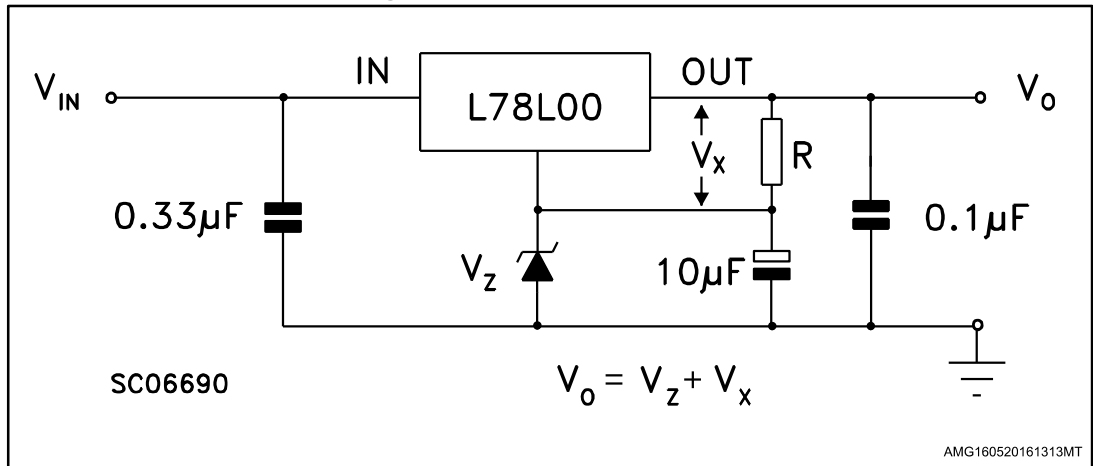 IN
OUT
V_IN
V_o
L78L00
V_X
R
0.33µF
0.1µF
V_Z
10µF
SC06690
V_o = V_z + V_x
AMG160520161313MT